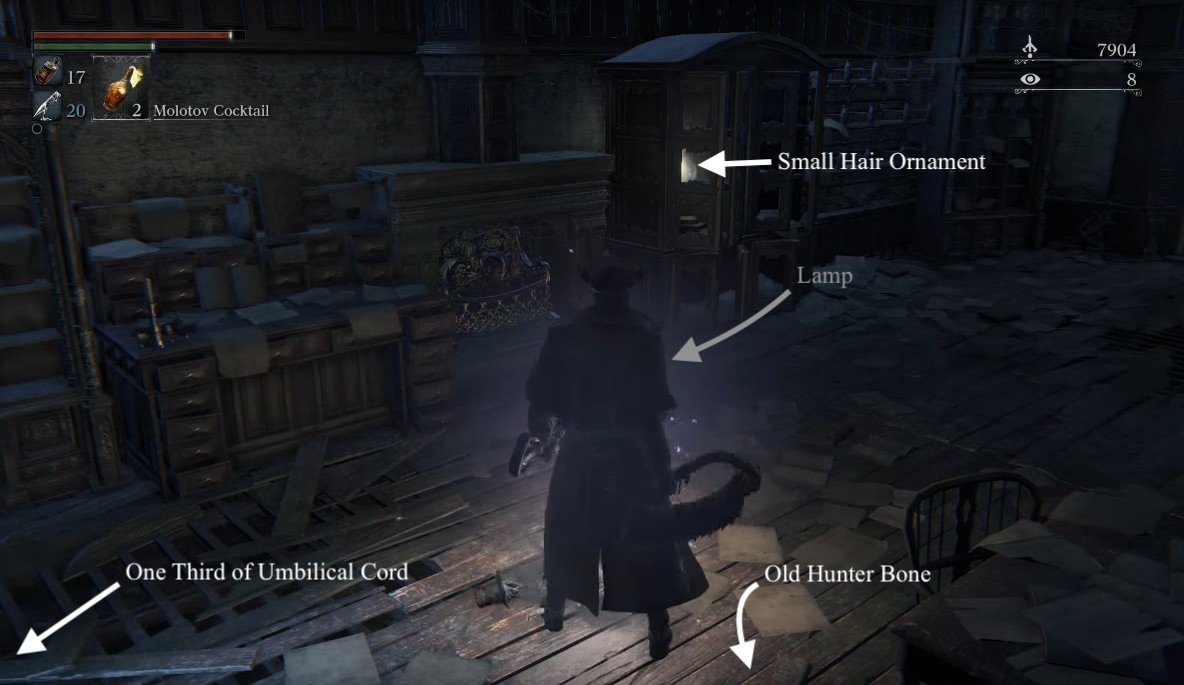 17
20
2 Molotov Cocktail
7904
8
Small Hair Ornament
Lamp
One Third of Umbilical Cord
Old Hunter Bone